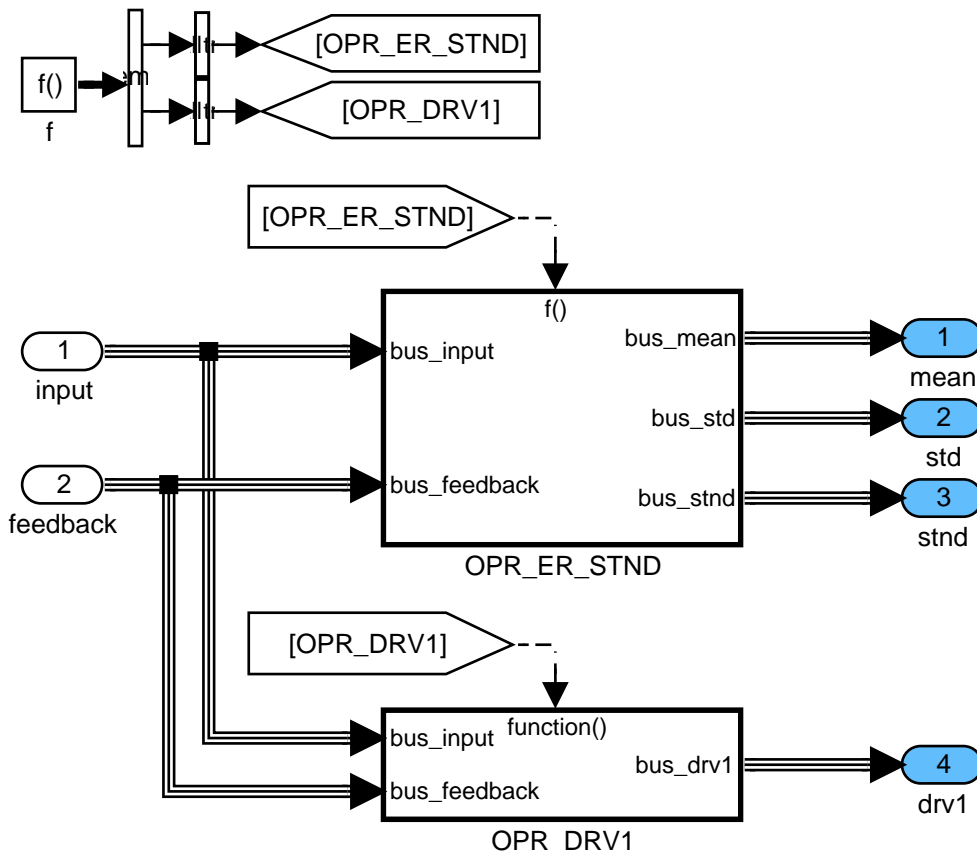 [OPR_ER_STND]
f()
f
[OPR_DRV1]
[OPR_ER_STND]
f()
1
input
bus_input
bus_mean
1
mean
bus_std
2
std
2
feedback
bus_feedback
bus_stnd
3
stnd
OPR_ER_STND
[OPR_DRV1]
function()
bus_input
bus_feedback
bus_drv1
4
drv1
OPR_DRV1